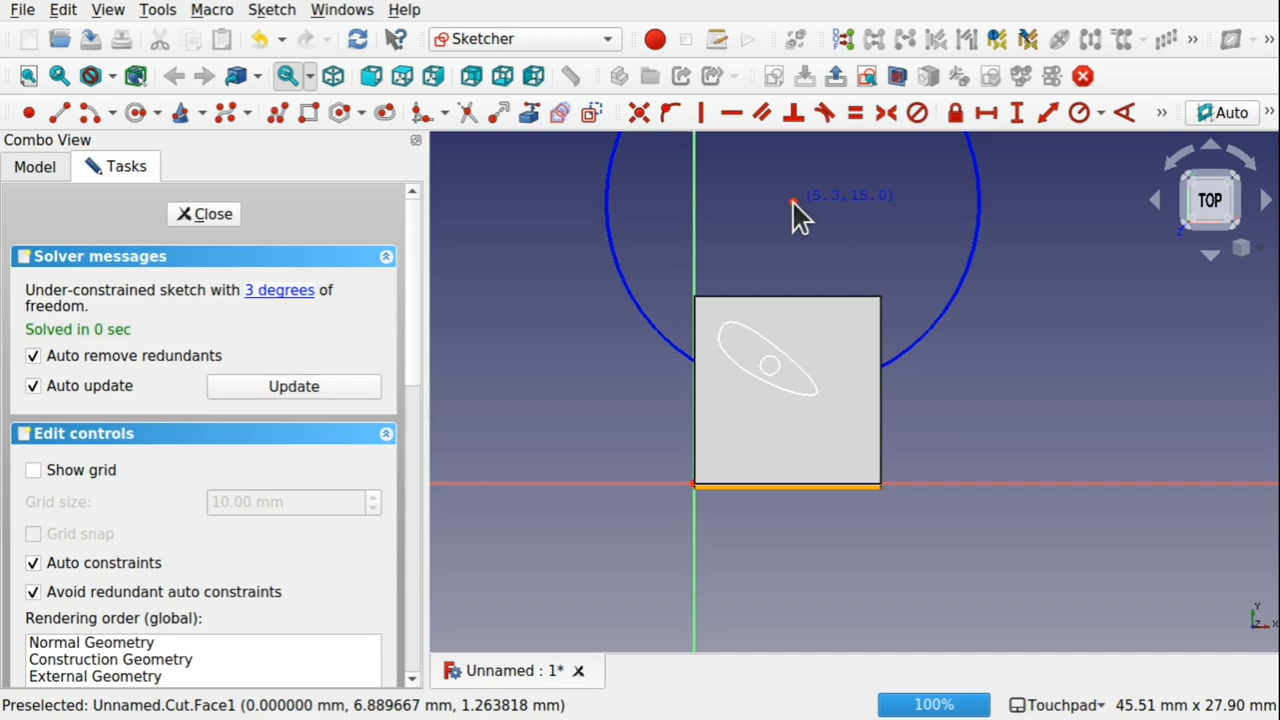 File Edit View Tools Macro Sketch Windows Help
Sketcher
Auto
Combo View
Model Tasks
Close
Solver messages
Under-constrained sketch with 3 degrees of
freedom.
Solved in 0 sec
Auto remove redundants
Auto update Update
Edit controls
Show grid
Grid size: 10.00 mm
Grid snap
Auto constraints
Avoid redundant auto constraints
Rendering order (global):
Normal Geometry
Construction Geometry
External Geometry
(5.3,15.0)
TOP
Z
Y
Z X
Unnamed : 1*
Preselected: Unnamed.Cut.Face1 (0.000000 mm, 6.889667 mm, 1.263818 mm) 100% Touchpad 45.51 mm x 27.90 mm